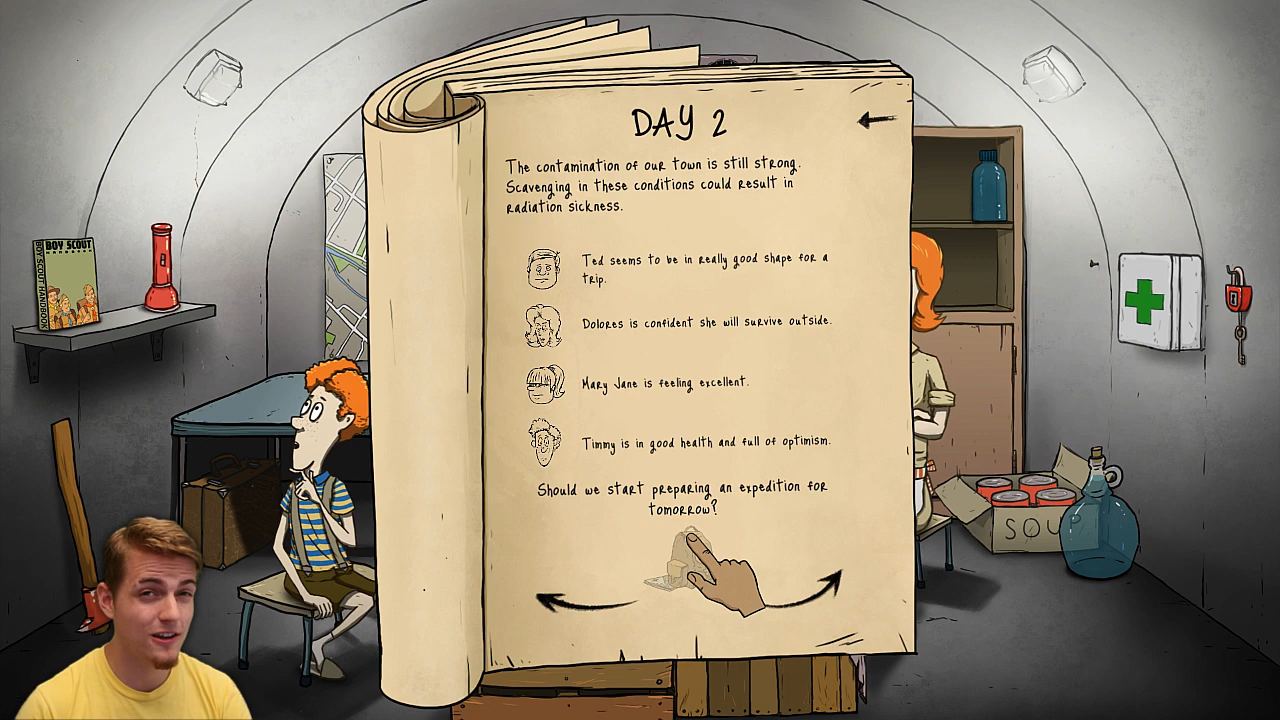 DAY 2
The contamination of our town is still strong.
Scavenging in these conditions could result in
radiation sickness.
Ted seems to be in really good shape for a
trip.
Dolores is confident she will survive outside.
Mary Jane is feeling excellent.
Timmy is in good health and full of optimism.
Should we start preparing an expedition for
tomorrow?
BOY SCOUT
HANDBOOK
BOY SCOUT HANDBOOK
SOUP